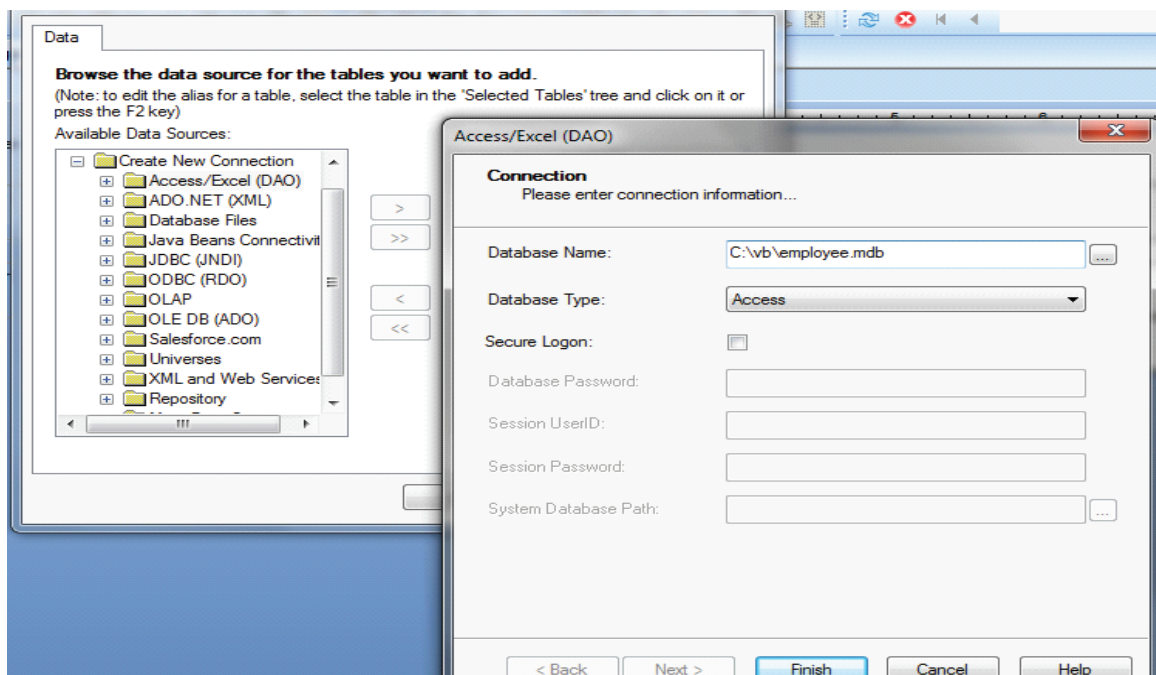 Data
Browse the data source for the tables you want to add.
(Note: to edit the alias for a table, select the table in the 'Selected Tables' tree and click on it or
press the F2 key)
Available Data Sources:
Create New Connection
Access/Excel (DAO)
ADO.NET (XML)
Database Files
Java Beans Connectivit
JDBC (JNDI)
ODBC (RDO)
OLAP
OLE DB (ADO)
Salesforce.com
Universes
XML and Web Services
Repository
>
>>
<
<<
5
6
Access/Excel (DAO)
Connection
Please enter connection information...
Database Name:
C:\vb\employee.mdb
...
Database Type:
Access
Secure Logon:
Database Password:
Session UserID:
Session Password:
System Database Path:
...
< Back
Next >
Finish
Cancel
Help